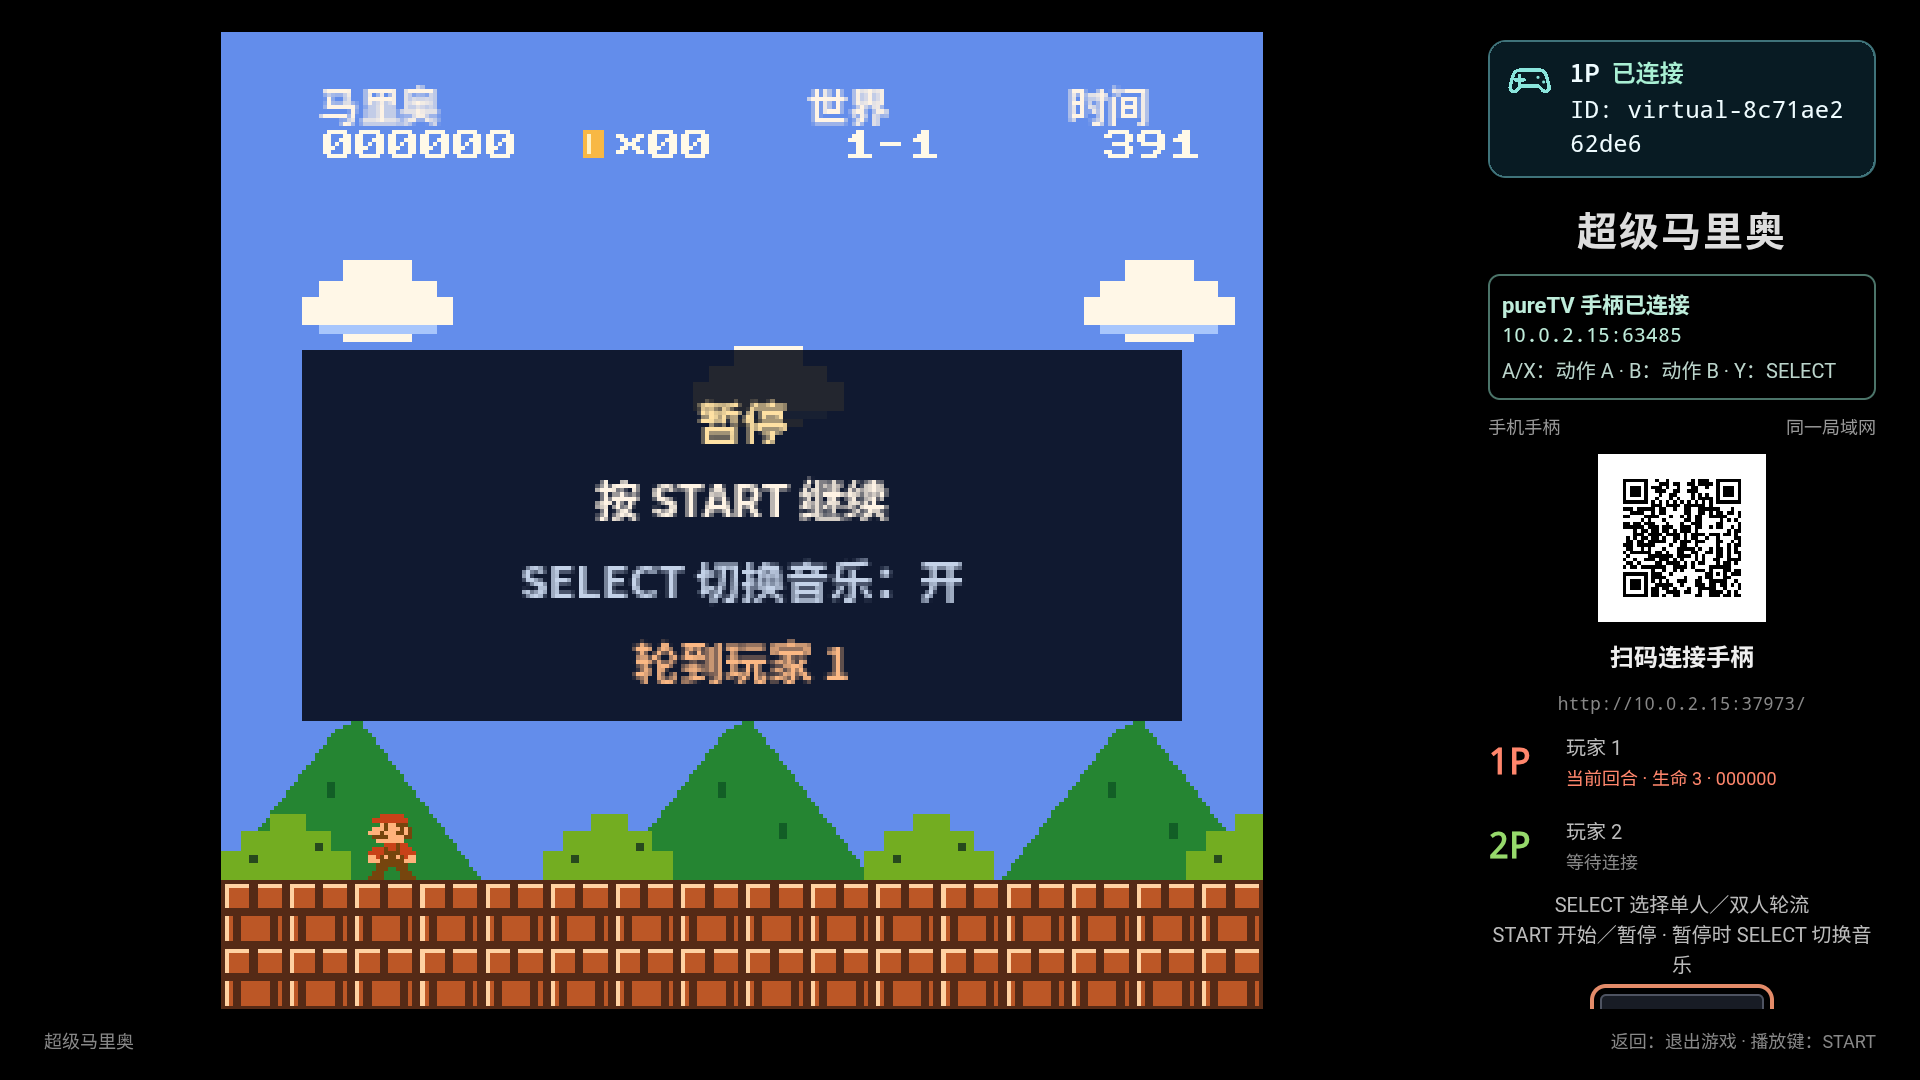 马里奥
世界
时间
000000
×00
1-1
391
暂停
按 START 继续
SELECT 切换音乐：开
轮到玩家 1
1P 已连接
ID: virtual-8c71ae2
62de6
超级马里奥
pureTV 手柄已连接
10.0.2.15:63485
A/X：动作 A · B：动作 B · Y：SELECT
手机手柄
同一局域网
扫码连接手柄
http://10.0.2.15:37973/
1P
玩家 1
当前回合 · 生命 3 · 000000
2P
玩家 2
等待连接
SELECT 选择单人／双人轮流
START 开始／暂停 · 暂停时 SELECT 切换音
乐
超级马里奥
返回：退出游戏 · 播放键：START